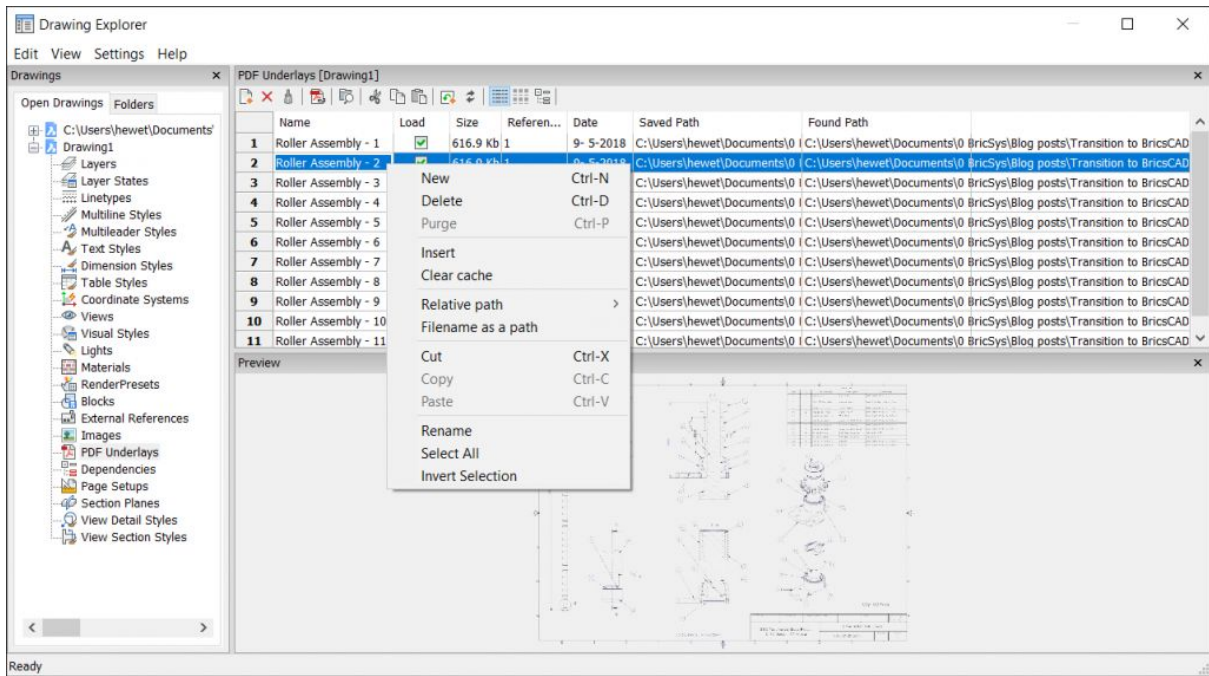 Drawing Explorer
Edit View Settings Help
Drawings
Open Drawings Folders
C:\Users\hewet\Documents'
Drawing1
Layers
Layer States
Linetypes
Multiline Styles
Multileader Styles
Text Styles
Dimension Styles
Table Styles
Coordinate Systems
Views
Visual Styles
Lights
Materials
RenderPresets
Blocks
External References
Images
PDF Underlays
Dependencies
Page Setups
Section Planes
View Detail Styles
View Section Styles
PDF Underlays [Drawing1]
Name Load Size Referen... Date Saved Path Found Path
1 Roller Assembly - 1 616.9 Kb 1 9- 5-2018 C:\Users\hewet\Documents\0 I C:\Users\hewet\Documents\0 BricSys\Blog posts\Transition to BricsCAD
2 Roller Assembly - 2 616.9 Kb 1 9- 5-2018 C:\Users\hewet\Documents\0 I C:\Users\hewet\Documents\0 BricSys\Blog posts\Transition to BricsCAD
3 Roller Assembly - 3 C:\Users\hewet\Documents\0 I C:\Users\hewet\Documents\0 BricSys\Blog posts\Transition to BricsCAD
4 Roller Assembly - 4 C:\Users\hewet\Documents\0 I C:\Users\hewet\Documents\0 BricSys\Blog posts\Transition to BricsCAD
5 Roller Assembly - 5 C:\Users\hewet\Documents\0 I C:\Users\hewet\Documents\0 BricSys\Blog posts\Transition to BricsCAD
6 Roller Assembly - 6 C:\Users\hewet\Documents\0 I C:\Users\hewet\Documents\0 BricSys\Blog posts\Transition to BricsCAD
7 Roller Assembly - 7 C:\Users\hewet\Documents\0 I C:\Users\hewet\Documents\0 BricSys\Blog posts\Transition to BricsCAD
8 Roller Assembly - 8 C:\Users\hewet\Documents\0 I C:\Users\hewet\Documents\0 BricSys\Blog posts\Transition to BricsCAD
9 Roller Assembly - 9 C:\Users\hewet\Documents\0 I C:\Users\hewet\Documents\0 BricSys\Blog posts\Transition to BricsCAD
10 Roller Assembly - 10 C:\Users\hewet\Documents\0 I C:\Users\hewet\Documents\0 BricSys\Blog posts\Transition to BricsCAD
11 Roller Assembly - 11 C:\Users\hewet\Documents\0 I C:\Users\hewet\Documents\0 BricSys\Blog posts\Transition to BricsCAD
New Ctrl-N
Delete Ctrl-D
Purge Ctrl-P
Insert
Clear cache
Relative path
Filename as a path
Cut Ctrl-X
Copy Ctrl-C
Paste Ctrl-V
Rename
Select All
Invert Selection
Preview
Ready